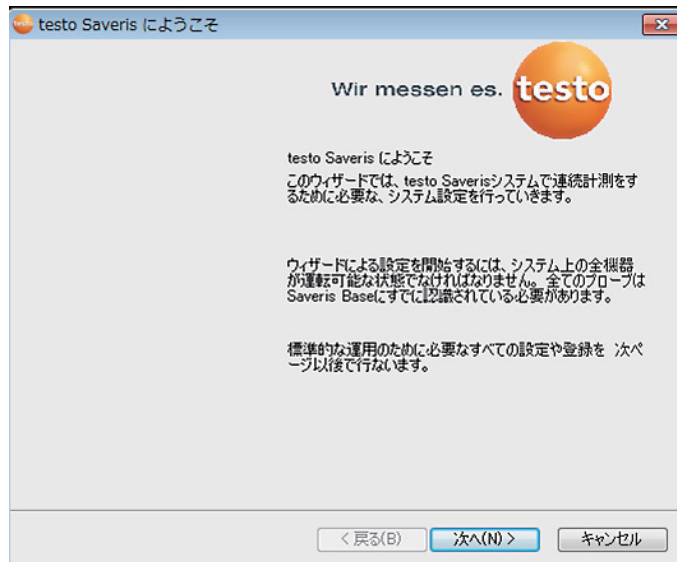 testo Saveris にようこそ
Wir messen es. testo
testo Saveris にようこそ
このウィザードでは、testo Saverisシステムで連続計測をす
るために必要な、システム設定を行っていきます。
ウィザードによる設定を開始するには、システム上の全機器
が運転可能な状態でなければなりません。全てのプローブは
Saveris Baseにすでに認識されている必要があります。
標準的な運用のために必要なすべての設定や登録を 次ペ
ージ以後で行ないます。
< 戻る(B) 次へ(N) > キャンセル